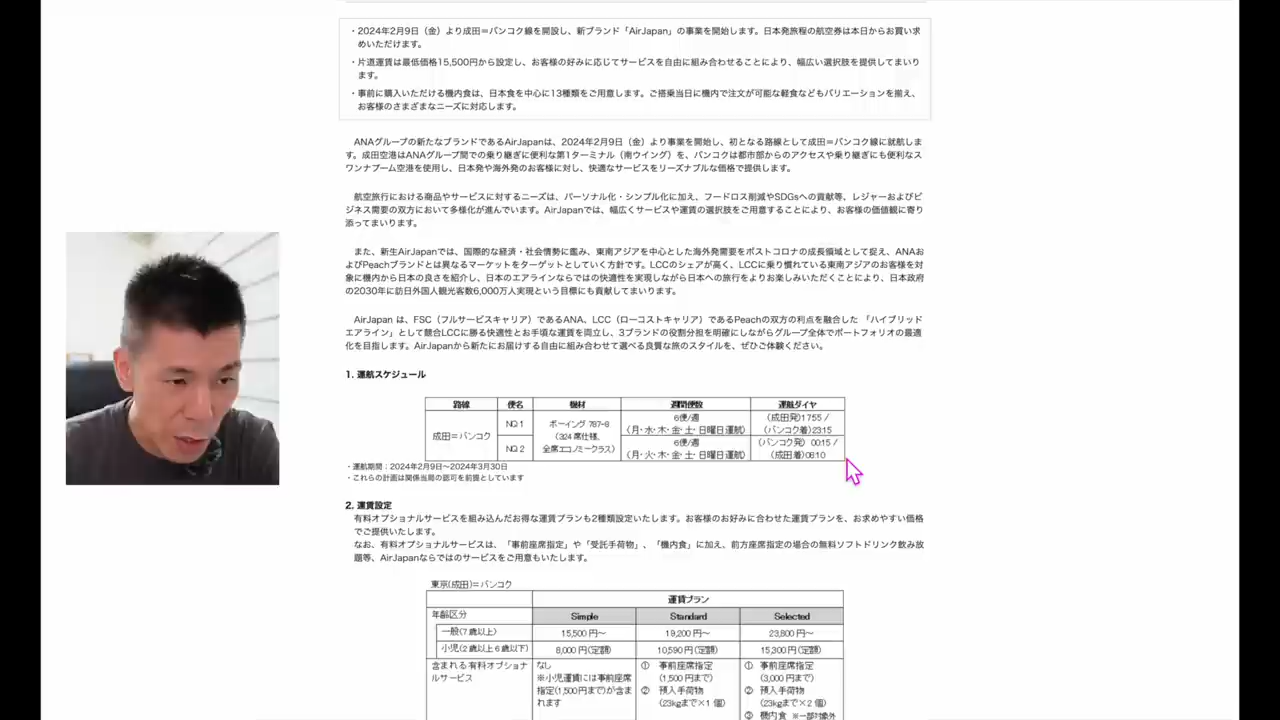 ・2024年2月9日（金）より成田＝バンコク線を開設し、新ブランド「AirJapan」の事業を開始します。日本発旅程の航空券は本日からお買い求
めいただけます。
・片道運賃は最低価格15,500円から設定し、お客様の好みに応じてサービスを自由に組み合わせることにより、幅広い選択肢を提供してまいり
ます。
・事前に購入いただける機内食は、日本食を中心に13種類をご用意します。ご搭乗当日に機内で注文が可能な軽食などもバリエーションを揃え、
お客様のさまざまなニーズに対応します。
ANAグループの新たなブランドであるAirJapanは、2024年2月9日（金）より事業を開始し、初となる路線として成田＝バンコク線に就航しま
す。成田空港はANAグループ間での乗り継ぎに便利な第1ターミナル（南ウイング）を、バンコクは都市部からのアクセスや乗り継ぎにも便利なス
ワンナプーム空港を使用し、日本発や海外発のお客様に対し、快適なサービスをリーズナブルな価格で提供します。
航空旅行における商品やサービスに対するニーズは、パーソナル化・シンプル化に加え、フードロス削減やSDGsへの貢献等、レジャーおよびビ
ジネス需要の双方において多様化が進んでいます。AirJapanでは、幅広くサービスや運賃の選択肢をご用意することにより、お客様の価値観に寄り
添ってまいります。
また、新生AirJapanでは、国際的な経済・社会情勢に鑑み、東南アジアを中心とした海外発需要をポストコロナの成長領域として捉え、ANAお
よびPeachブランドとは異なるマーケットをターゲットとしていく方針です。LCCのシェアが高く、LCCに乗り慣れている東南アジアのお客様を対
象に機内から日本の良さを紹介し、日本のエアラインならではの快適性を実現しながら日本への旅行をよりお楽しみいただくことにより、日本政府
の2030年に訪日外国人観光客数6,000万人実現という目標にも貢献してまいります。
AirJapan は、FSC（フルサービスキャリア）であるANA、LCC（ローコストキャリア）であるPeachの双方の利点を融合した「ハイブリッド
エアライン」として競合LCCに勝る快適性とお手頃な運賃を両立し、3ブランドの役割分担を明確にしながらグループ全体でポートフォリオの最適
化を目指します。AirJapanから新たにお届けする自由に組み合わせて選べる良質な旅のスタイルを、ぜひご体験ください。
1. 運航スケジュール
路線 便名 機材 週間便数 運航ダイヤ
成田＝バンコク NQ1 ボーイング 787-8 6便/週 （成田発）17:55 /
（324 席仕様、 （月・水・木・金・土・日曜日運航） （バンコク着）23:15
NQ2 全席エコノミークラス） 6便/週 （バンコク発） 00:15 /
（月・火・木・金・土・日曜日運航） （成田着）08:10
・運航期間：2024年2月9日～2024年3月30日
・これらの計画は関係当局の認可を前提としています
2. 運賃設定
有料オプショナルサービスを組み込んだお得な運賃プランも2種類設定いたします。お客様のお好みに合わせた運賃プランを、お求めやすい価格
でご提供いたします。
なお、有料オプショナルサービスは、「事前座席指定」や「受託手荷物」、「機内食」に加え、前方座席指定の場合の無料ソフトドリンク飲み放
題等、AirJapanならではのサービスをご用意もいたします。
東京(成田)＝バンコク
運賃プラン
年齢区分 Simple Standard Selected
一般（7歳以上） 15,500 円～ 19,200 円～ 23,800 円～
小児（2 歳以上 6 歳以下） 8,000 円（定額） 10,590 円（定額） 15,300 円（定額）
含まれる有料オプショナ なし ① 事前座席指定 ① 事前座席指定
ルサービス ※小児運賃には事前座席 （1,500 円まで） （3,000 円まで）
指定（1,500 円まで）が含ま ② 預入手荷物 ② 預入手荷物
れます （23kgまで×1 個） （23kgまで×2 個）
③ 機内食 ※一部対象外